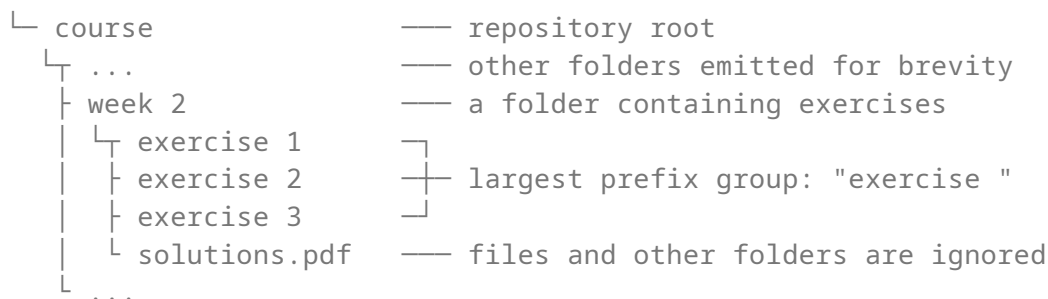 └─ course ─── repository root
└┬ ... ─── other folders emitted for brevity
├ week 2 ─── a folder containing exercises
│ └┬ exercise 1 ─┐
│ ├ exercise 2 ─┼─ largest prefix group: "exercise "
│ ├ exercise 3 ─┘
│ └ solutions.pdf ─── files and other folders are ignored
└ ...